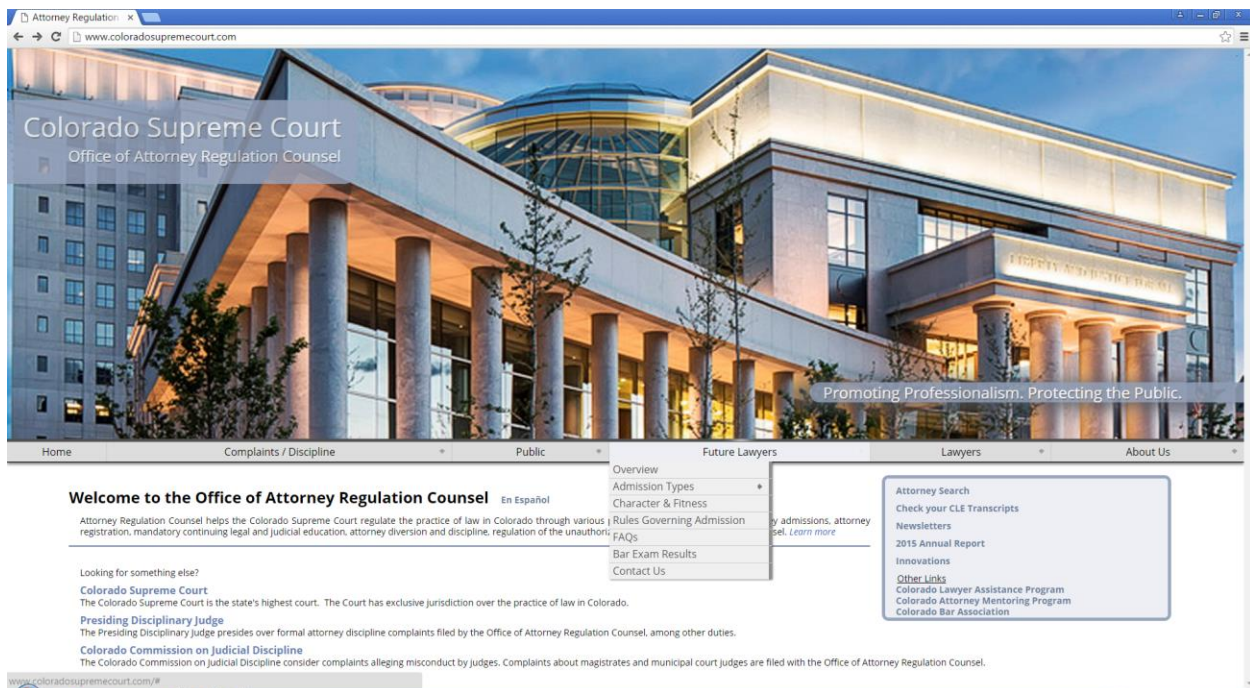 Attorney Regulation
www.coloradosupremecourt.com
Colorado Supreme Court
Office of Attorney Regulation Counsel
LIBERTY AND JUSTICE FOR ALL
Promoting Professionalism. Protecting the Public.
Home Complaints / Discipline Public Future Lawyers Lawyers About Us
Overview
Admission Types
Character & Fitness
Rules Governing Admission
FAQs
Bar Exam Results
Contact Us
Welcome to the Office of Attorney Regulation Counsel En Español
Attorney Regulation Counsel helps the Colorado Supreme Court regulate the practice of law in Colorado through various admissions, attorney
registration, mandatory continuing legal and judicial education, attorney diversion and discipline, regulation of the Learn more
Looking for something else?
Colorado Supreme Court
The Colorado Supreme Court is the state's highest court. The Court has exclusive jurisdiction over the practice of law in Colorado.
Presiding Disciplinary Judge
The Presiding Disciplinary Judge presides over formal attorney discipline complaints filed by the Office of Attorney Regulation Counsel, among other duties.
Colorado Commission on Judicial Discipline
The Colorado Commission on Judicial Discipline consider complaints alleging misconduct by judges. Complaints about magistrates and municipal court judges are filed with the Office of Attorney Regulation Counsel.
Attorney Search
Check your CLE Transcripts
Newsletters
2015 Annual Report
Innovations
Other Links
Colorado Lawyer Assistance Program
Colorado Attorney Mentoring Program
Colorado Bar Association
www.coloradosupremecourt.com/#